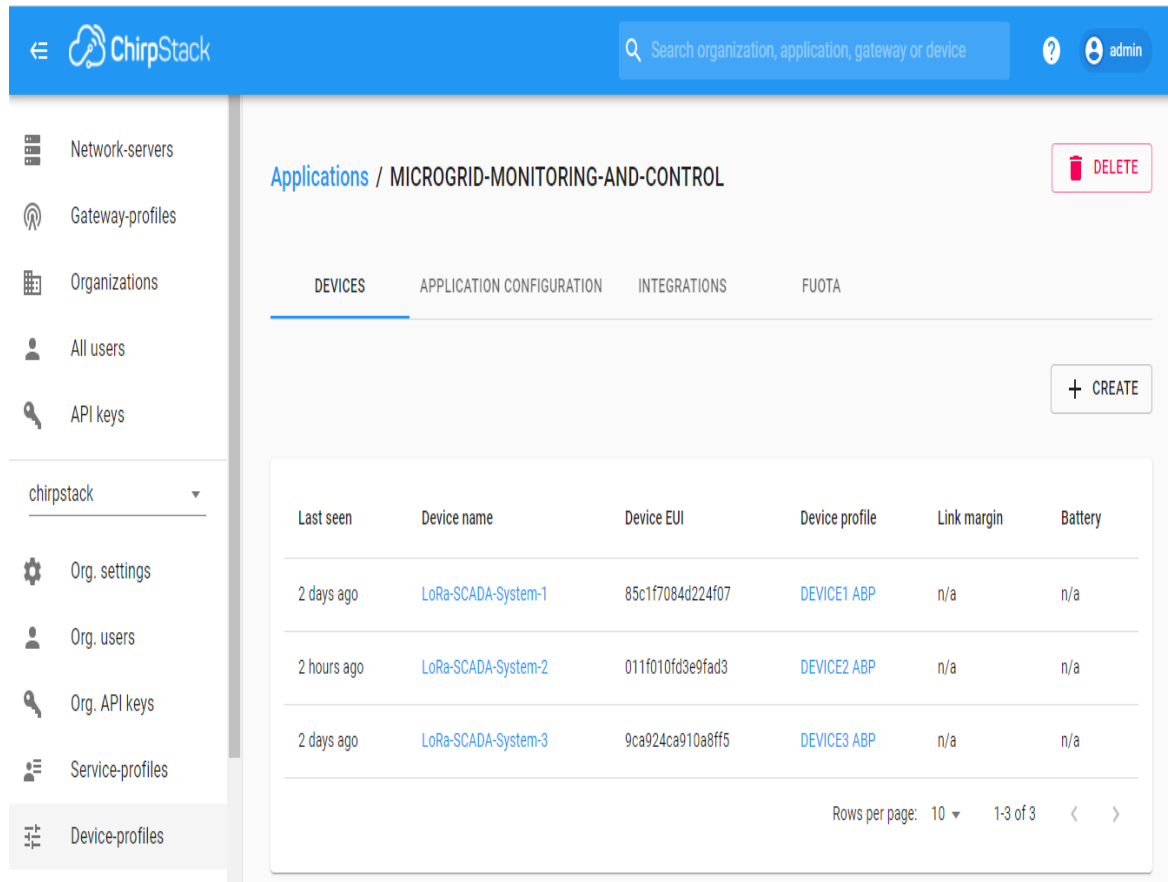 ChirpStack
Search organization, application, gateway or device
? admin
Network-servers
Gateway-profiles
Organizations
All users
API keys
chirpstack
Org. settings
Org. users
Org. API keys
Service-profiles
Device-profiles
Applications / MICROGRID-MONITORING-AND-CONTROL
DELETE
DEVICES APPLICATION CONFIGURATION INTEGRATIONS FUOTA
+ CREATE
Last seen Device name Device EUI Device profile Link margin Battery
2 days ago LoRa-SCADA-System-1 85c1f7084d224f07 DEVICE1 ABP n/a n/a
2 hours ago LoRa-SCADA-System-2 011f010fd3e9fad3 DEVICE2 ABP n/a n/a
2 days ago LoRa-SCADA-System-3 9ca924ca910a8ff5 DEVICE3 ABP n/a n/a
Rows per page: 10 1-3 of 3